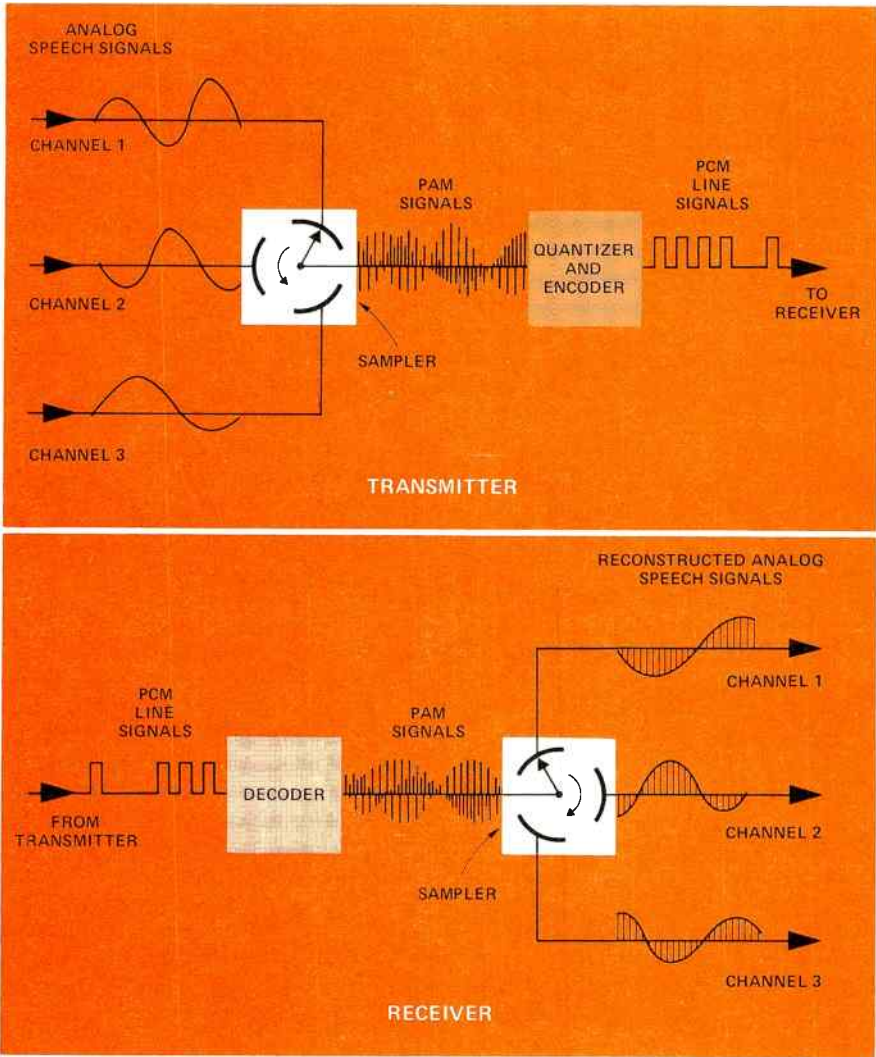 ANALOG
SPEECH SIGNALS
CHANNEL 1
CHANNEL 2
CHANNEL 3
SAMPLER
PAM
SIGNALS
QUANTIZER
AND
ENCODER
PCM
LINE
SIGNALS
TO
RECEIVER
TRANSMITTER
RECONSTRUCTED ANALOG
SPEECH SIGNALS
PCM
LINE
SIGNALS
FROM
TRANSMITTER
DECODER
PAM
SIGNALS
SAMPLER
CHANNEL 1
CHANNEL 2
CHANNEL 3
RECEIVER